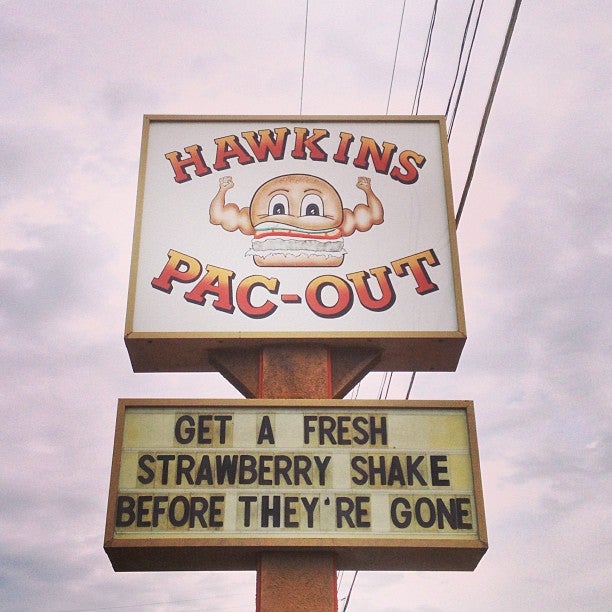 HAWKINS
PAC-OUT
GET A FRESH
STRAWBERRY SHAKE
BEFORE THEY'RE GONE